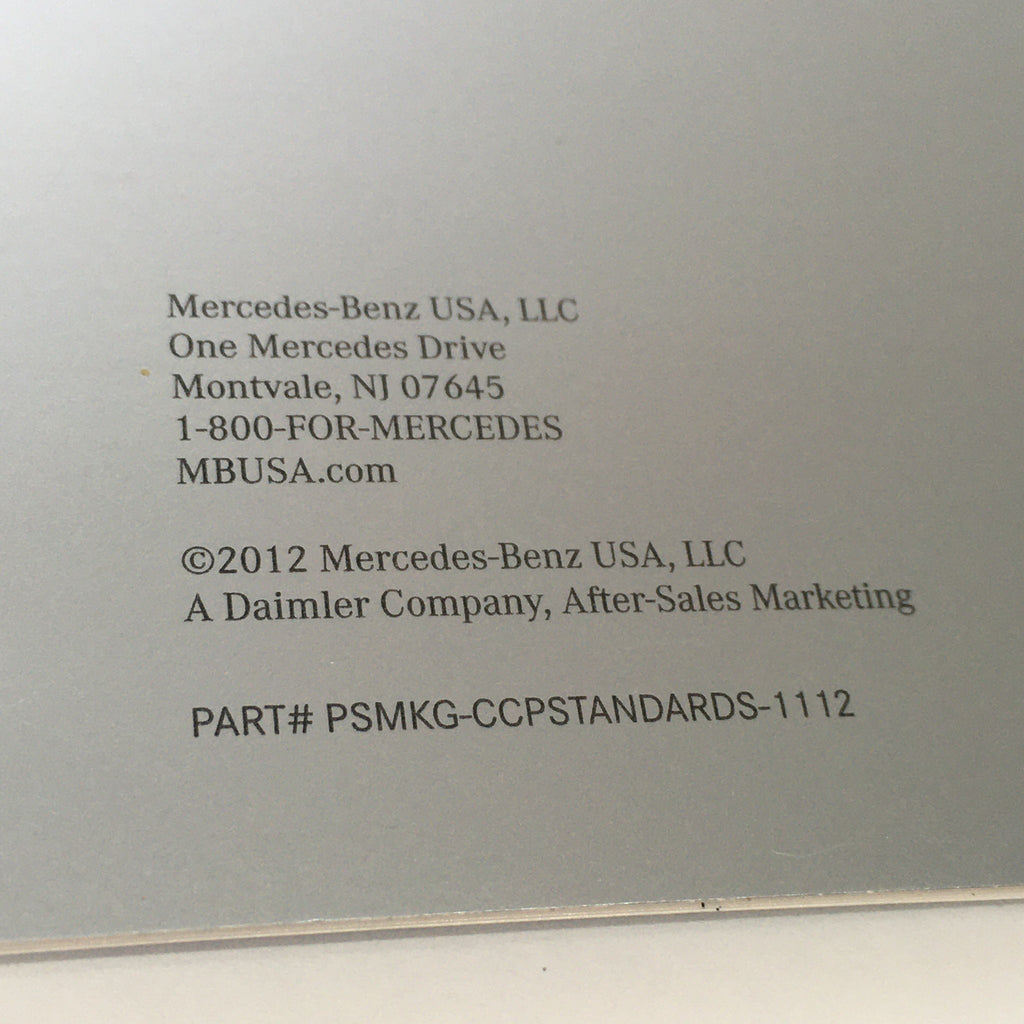 Mercedes-Benz USA, LLC
One Mercedes Drive
Montvale, NJ 07645
1-800-FOR-MERCEDES
MBUSA.com
©2012 Mercedes-Benz USA, LLC
A Daimler Company, After-Sales Marketing
PART# PSMKG-CCPSTANDARDS-1112